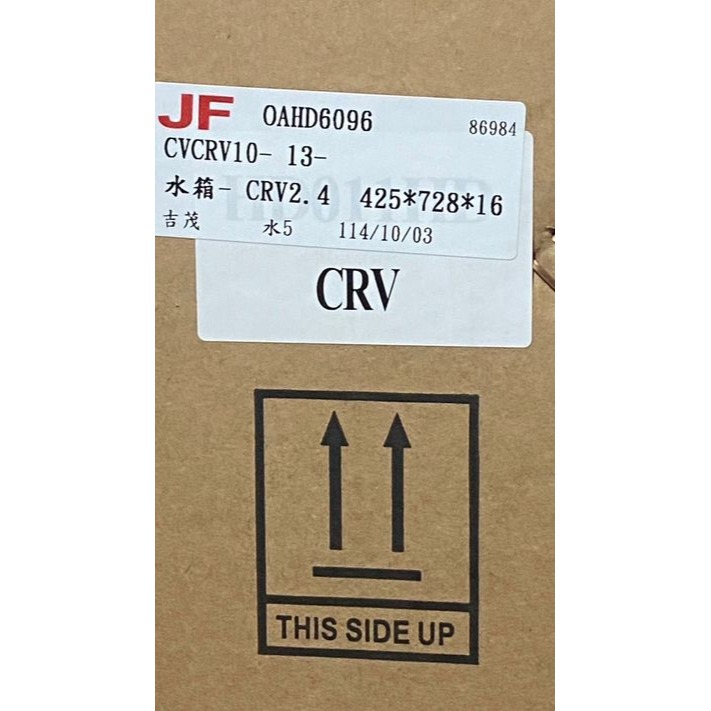 JF OAHD6096 86984
CVCRV10- 13-
水箱- CRV2.4 425*728*16
吉茂 水5 114/10/03
CRV
THIS SIDE UP